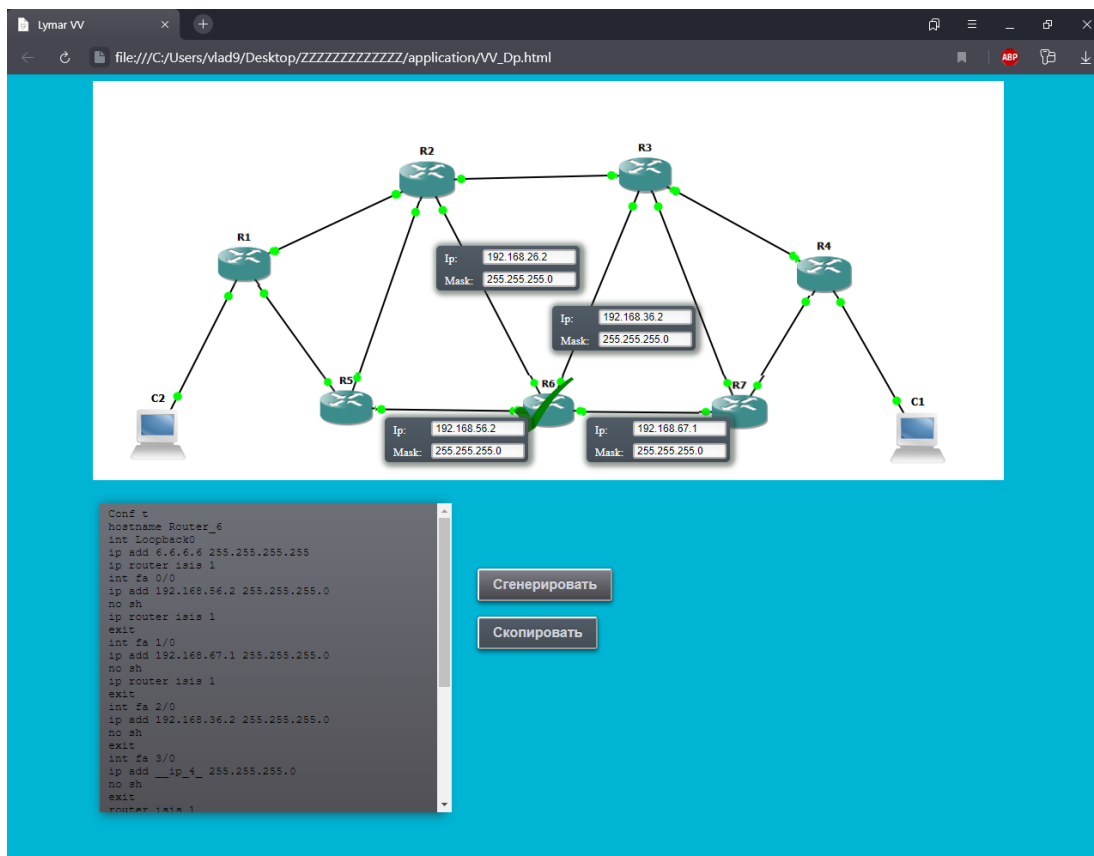 Lymar VV
file:///C:/Users/vlad9/Desktop/ZZZZZZZZZZZZZ/application/VV_Dp.html
ABP
R2
R3
R1
R4
Ip: 192.168.26.2
Mask: 255.255.255.0
Ip: 192.168.36.2
Mask: 255.255.255.0
R5
R6
R7
C2
C1
Ip: 192.168.56.2
Mask: 255.255.255.0
Ip: 192.168.67.1
Mask: 255.255.255.0
Conf t
hostname Router_6
int Loopback0
ip add 6.6.6.6 255.255.255.255
ip router isis 1
int fa 0/0
ip add 192.168.56.2 255.255.255.0
no sh
ip router isis 1
exit
int fa 1/0
ip add 192.168.67.1 255.255.255.0
no sh
ip router isis 1
exit
int fa 2/0
ip add 192.168.36.2 255.255.255.0
no sh
exit
int fa 3/0
ip add __ip_4_ 255.255.255.0
no sh
exit
router isis 1
Сгенерировать
Скопировать